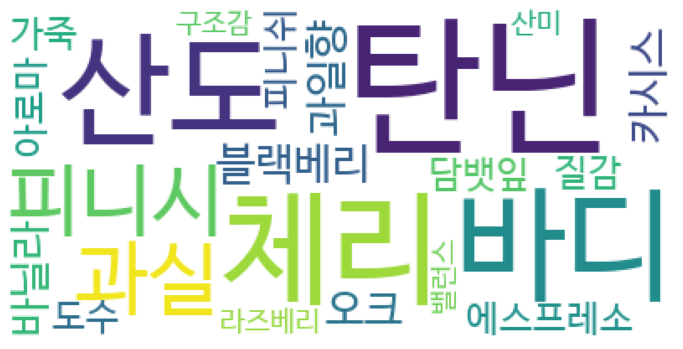 가죽
구조감
산미
산도
탄닌
피니쉬
과일향
카시스
아로마
블랙베리
담뱃잎
질감
피니시
체리
바디
바닐라
과실
밸런스
도수
라즈베리
오크
에스프레소